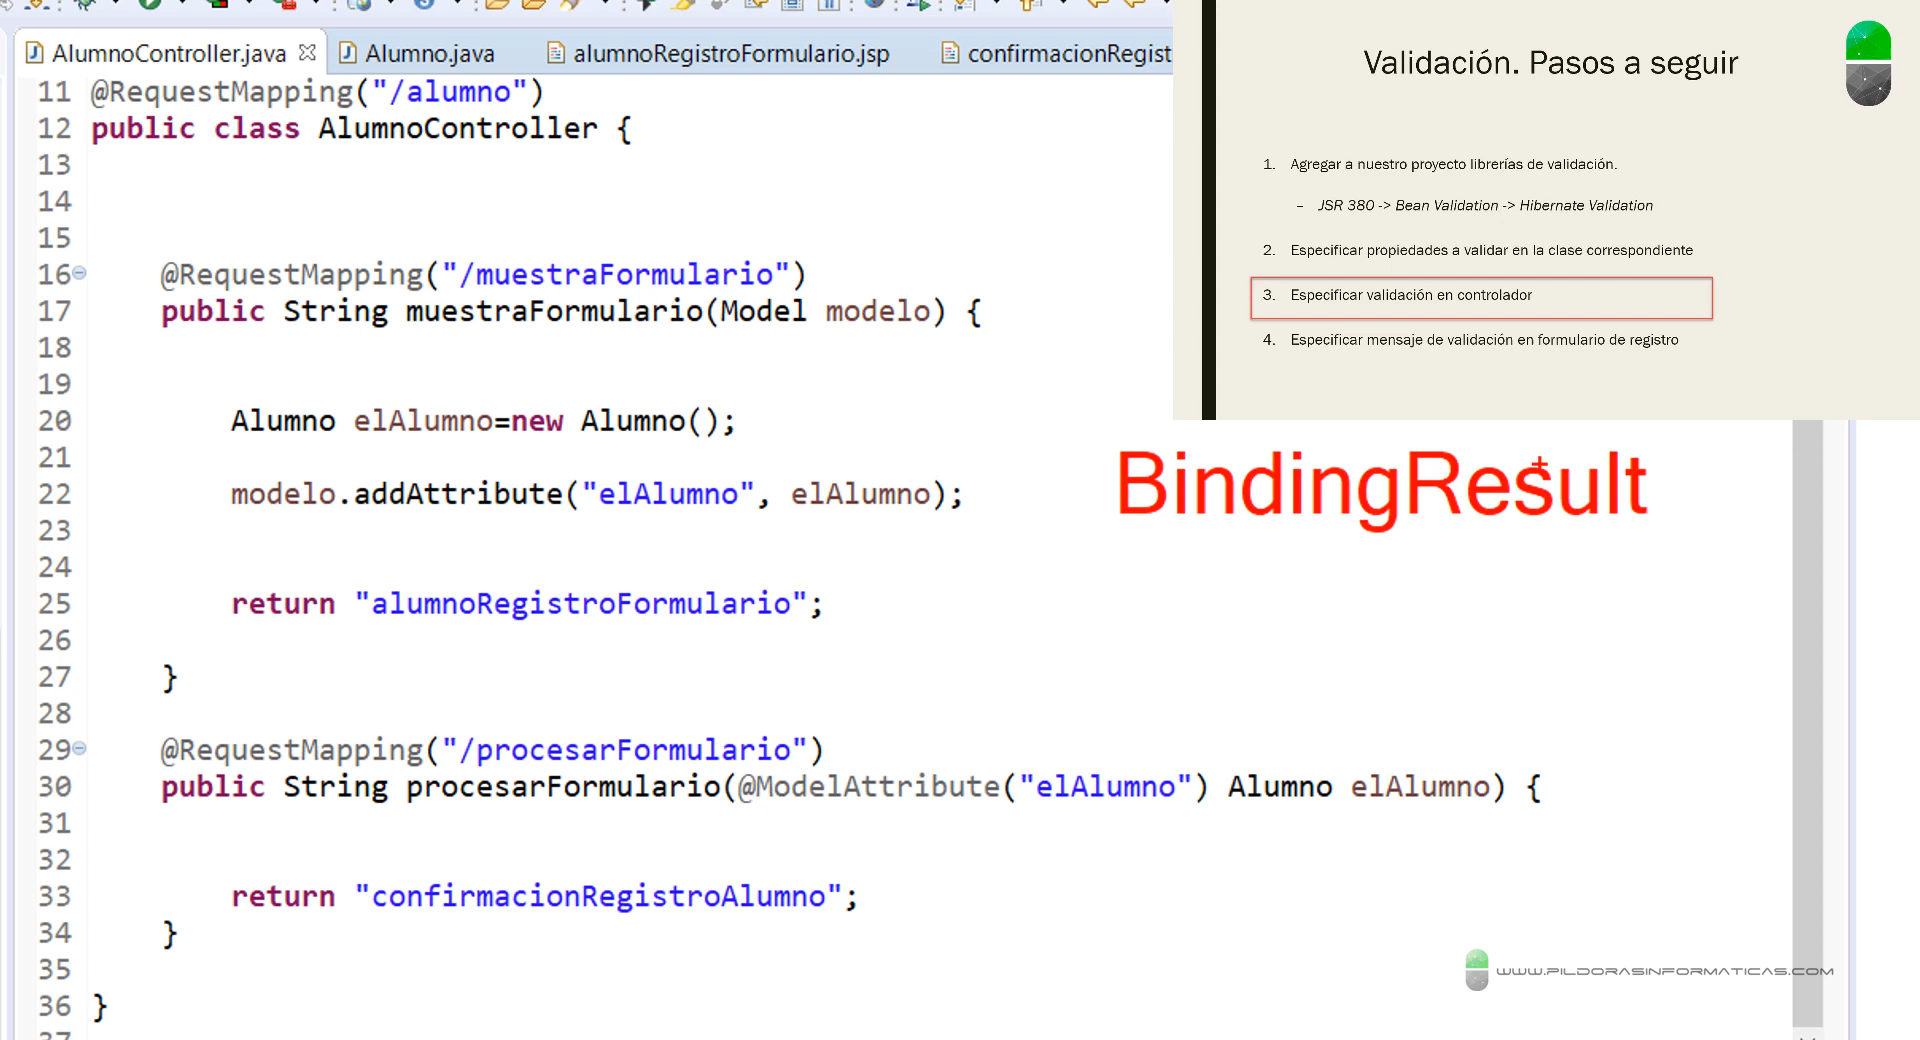 AlumnoController.java
Alumno.java
alumnoRegistroFormulario.jsp
confirmacionRegist
11 @RequestMapping("/alumno")
12 public class AlumnoController {
13
14
15
16 @RequestMapping("/muestraFormulario")
17 public String muestraFormulario(Model modelo) {
18
19
20 Alumno elAlumno=new Alumno();
21
22 modelo.addAttribute("elAlumno", elAlumno);
23
24
25 return "alumnoRegistroFormulario";
26
27 }
28
29 @RequestMapping("/procesarFormulario")
30 public String procesarFormulario(@ModelAttribute("elAlumno") Alumno elAlumno) {
31
32
33 return "confirmacionRegistroAlumno";
34 }
35
36 }
37
Validación. Pasos a seguir
1. Agregar a nuestro proyecto librerías de validación.
– JSR 380 -> Bean Validation -> Hibernate Validation
2. Especificar propiedades a validar en la clase correspondiente
3. Especificar validación en controlador
4. Especificar mensaje de validación en formulario de registro
BindingResult
WWW.PILDORASINFORMATICAS.COM